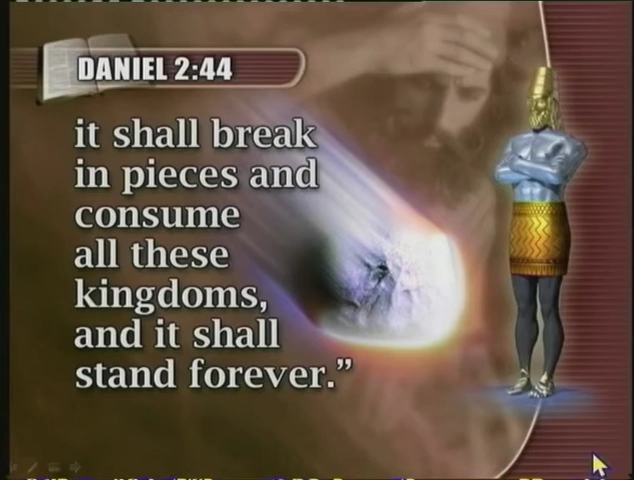 DANIEL 2:44
it shall break
in pieces and
consume
all these
kingdoms,
and it shall
stand forever.”